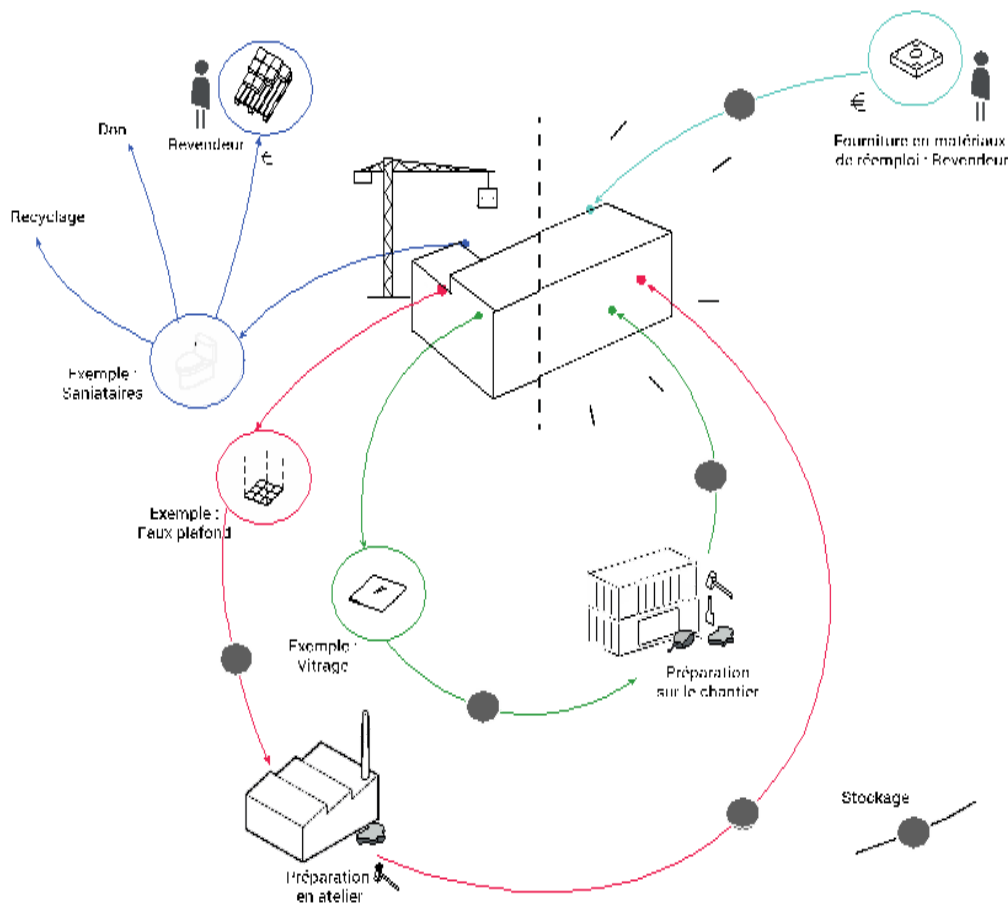 Don
Revendeur
€
€
Fourniture en matériaux
de réemploi : Revendeur
Recyclage
Exemple :
Saniataires
Exemple :
Faux plafond
Exemple :
Vitrage
Préparation
sur le chantier
Stockage
Préparation
en atelier